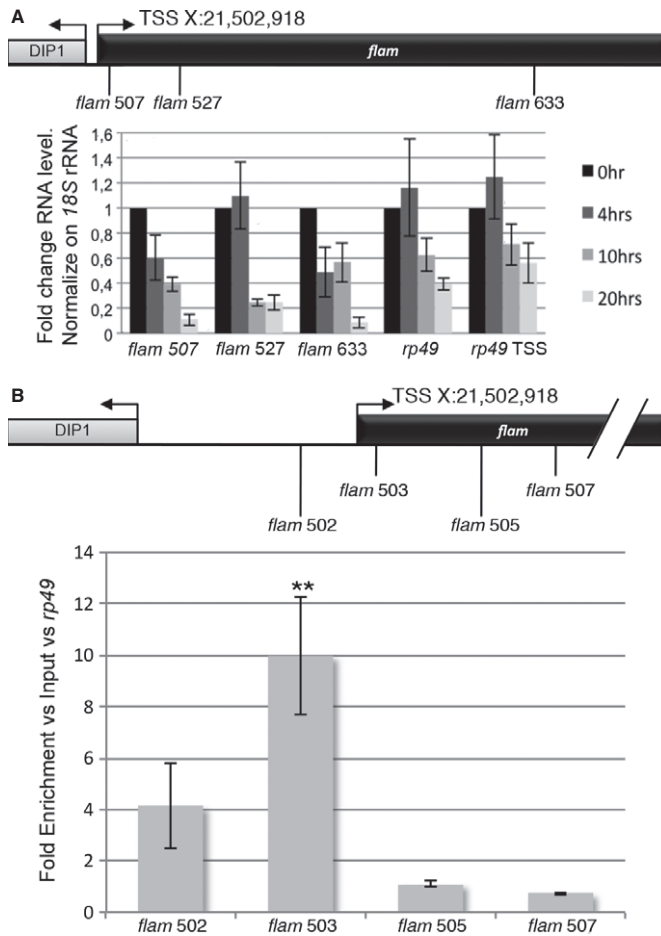 A
TSS X:21,502,918
DIP1
flam
flam 507
flam 527
flam 633
Fold change RNA level.
Normalize on 18S rRNA
1,6
1,4
1,2
1
0,8
0,6
0,4
0,2
0
0hr
4hrs
10hrs
20hrs
flam 507
flam 527
flam 633
rp49
rp49 TSS
B
TSS X:21,502,918
DIP1
flam
flam 503
flam 507
flam 502
flam 505
Fold Enrichment vs Input vs rp49
14
12
10
8
6
4
2
0
**
flam 502
flam 503
flam 505
flam 507